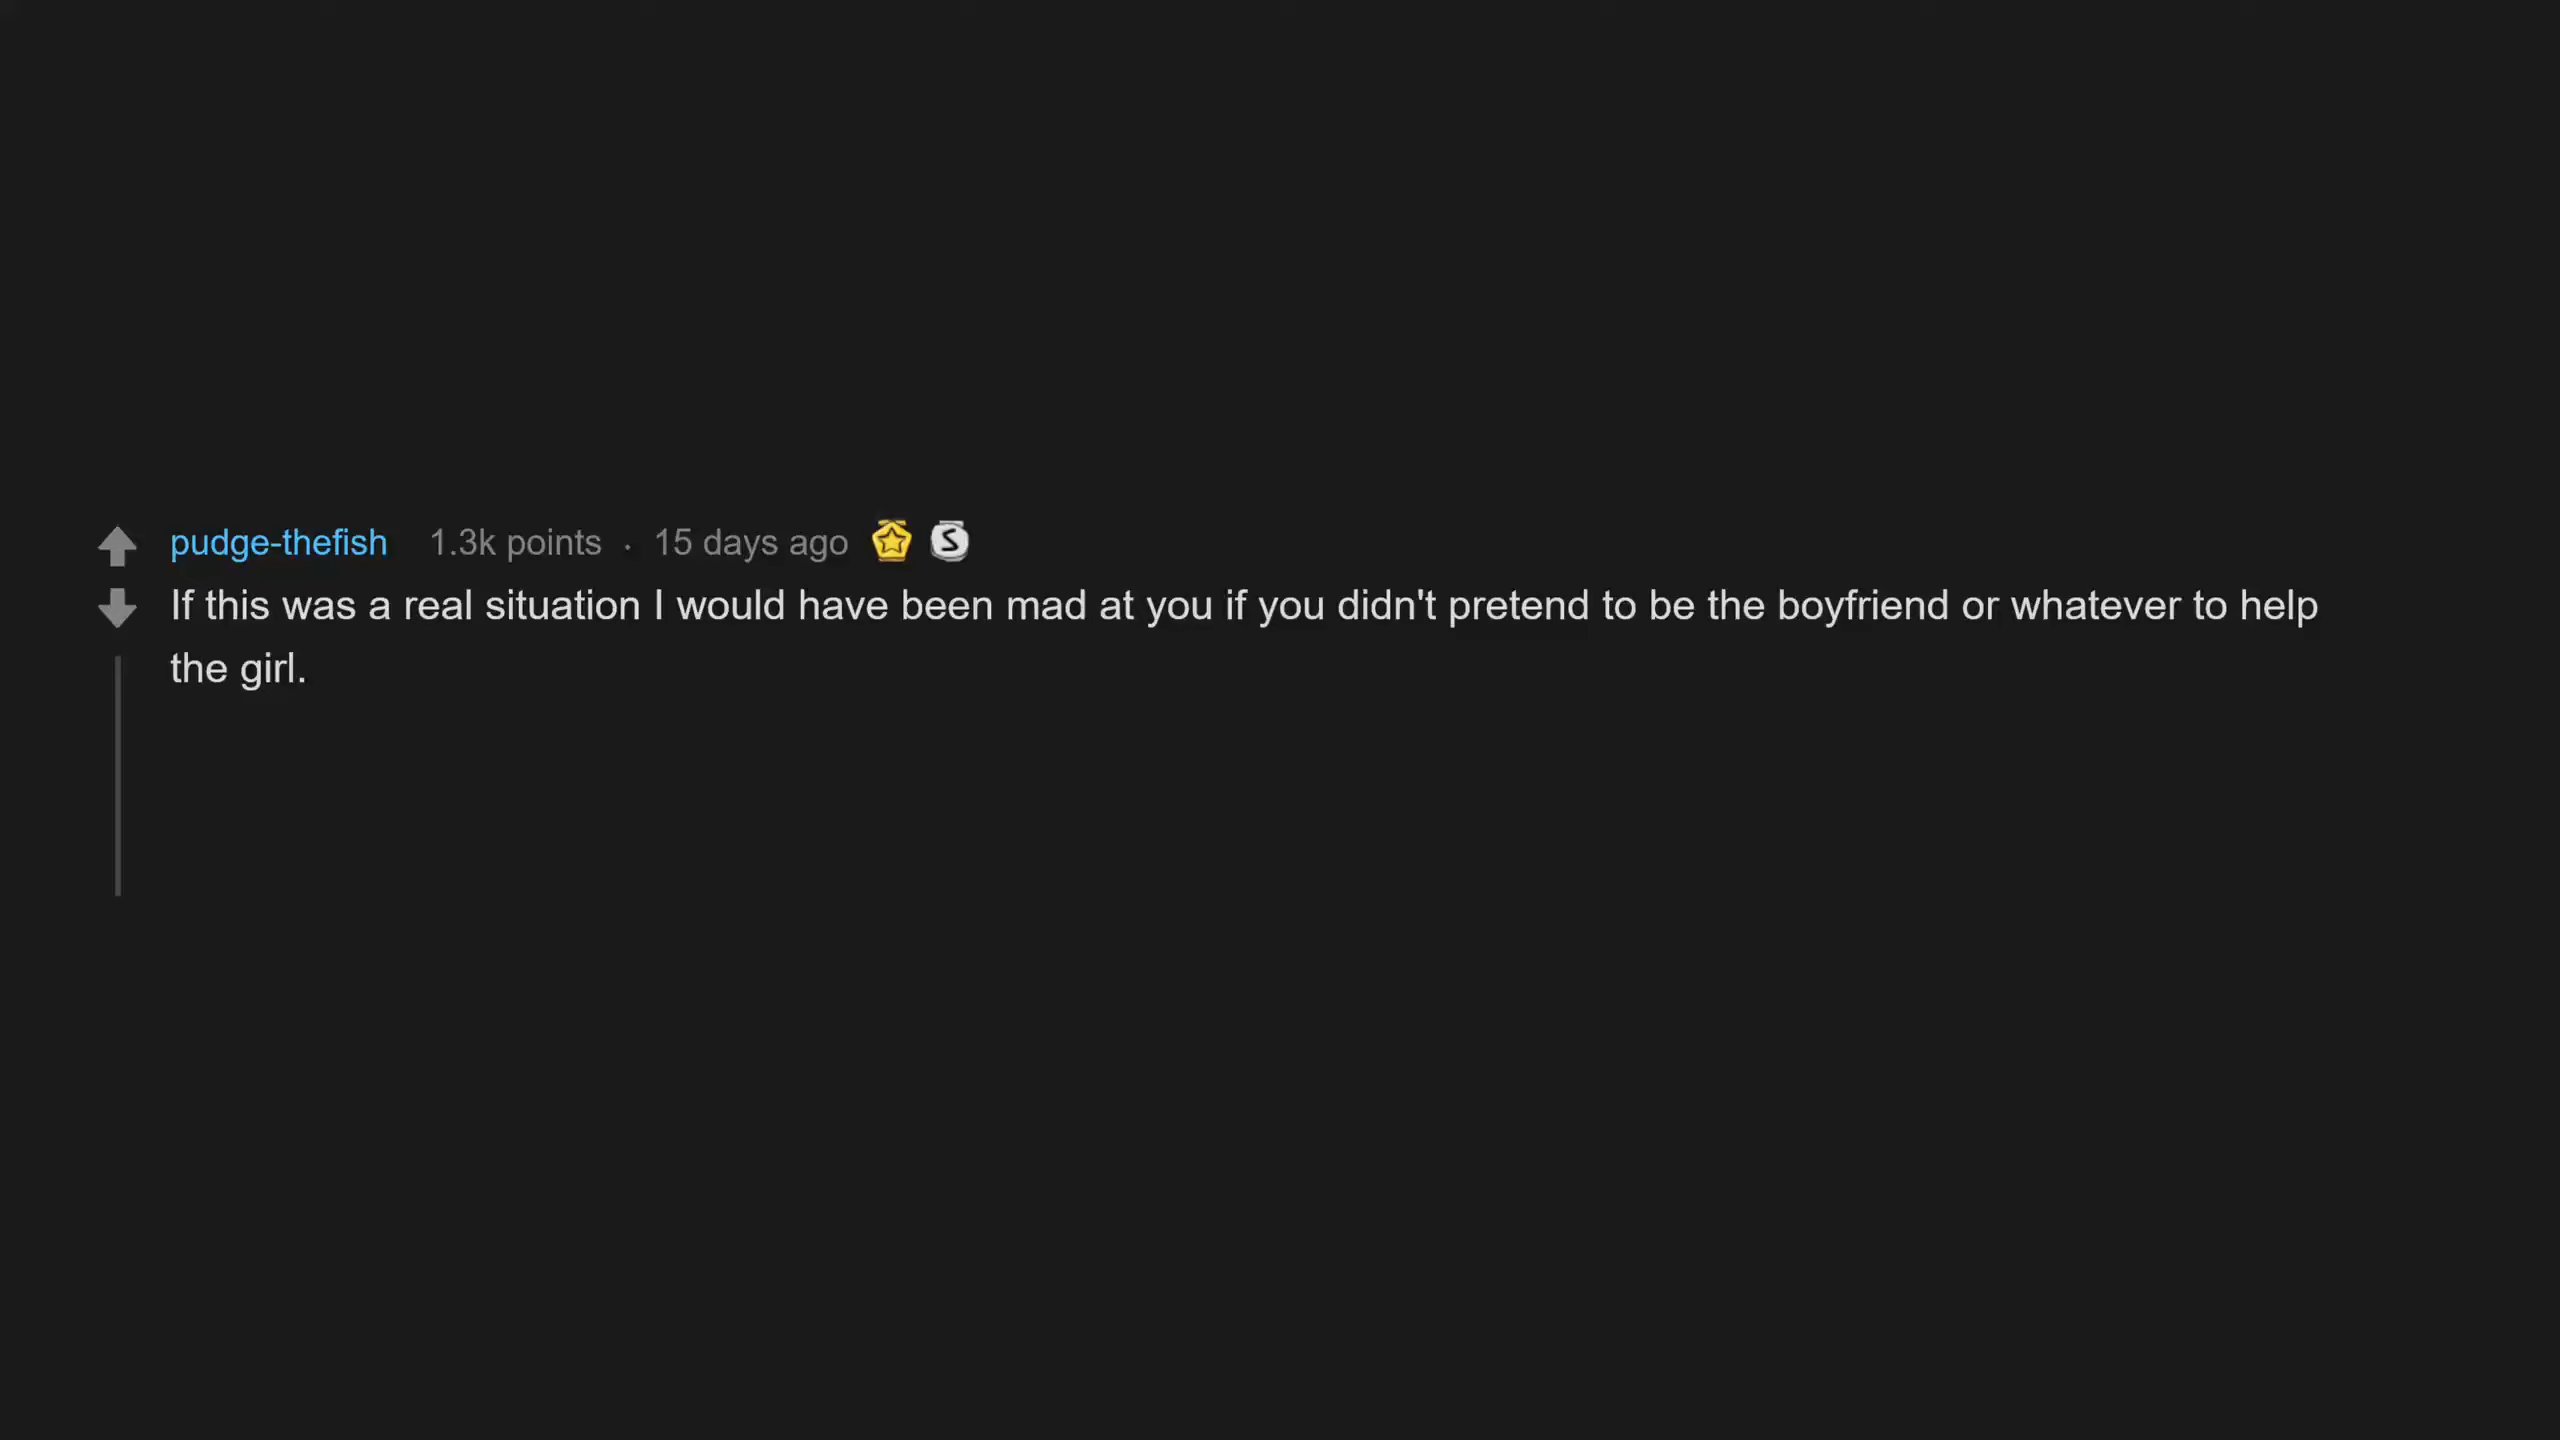 pudge-thefish 1.3k points · 15 days ago S
If this was a real situation I would have been mad at you if you didn't pretend to be the boyfriend or whatever to help
the girl.